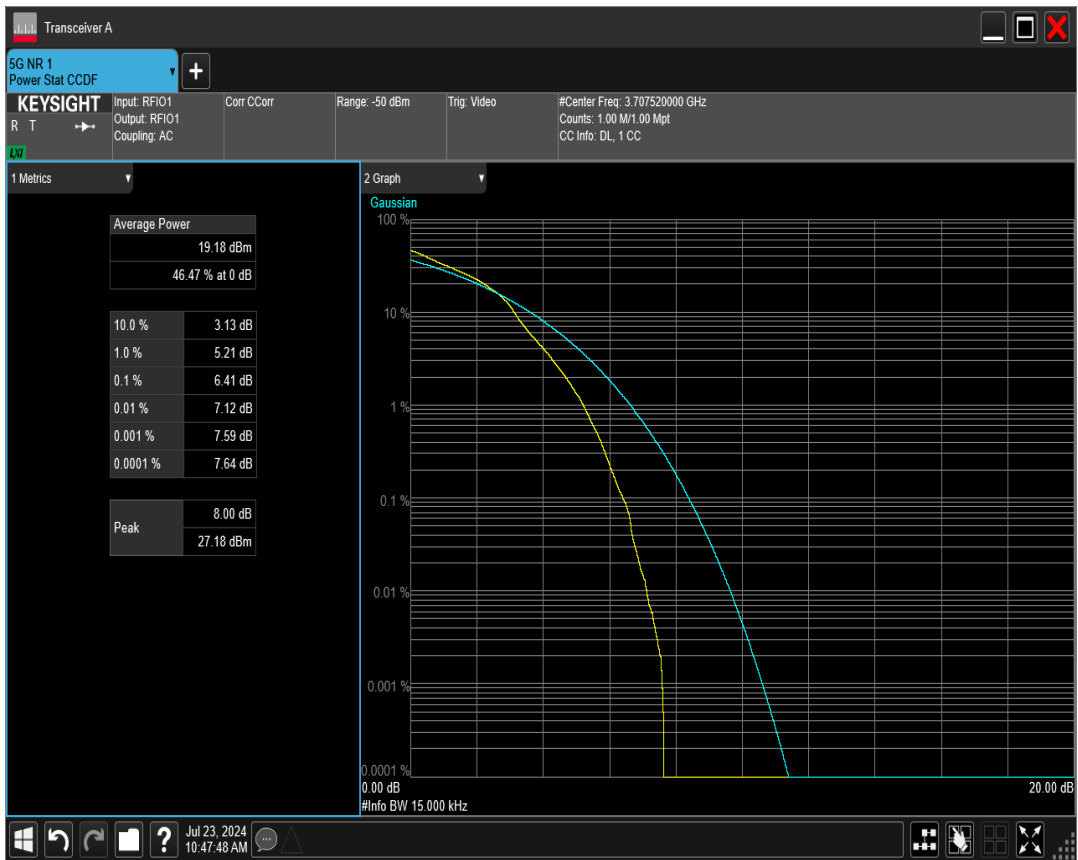 Transceiver A
5G NR 1
Power Stat CCDF
+
KEYSIGHT
R T
LXI
Input: RFIO1
Output: RFIO1
Coupling: AC
Corr CCorr
Range: -50 dBm
Trig: Video
#Center Freq: 3.707520000 GHz
Counts: 1.00 M/1.00 Mpt
CC Info: DL, 1 CC
1 Metrics
Average Power
19.18 dBm
46.47 % at 0 dB
10.0 % 3.13 dB
1.0 % 5.21 dB
0.1 % 6.41 dB
0.01 % 7.12 dB
0.001 % 7.59 dB
0.0001 % 7.64 dB
Peak
8.00 dB
27.18 dBm
2 Graph
Gaussian
100 %
10 %
1 %
0.1 %
0.01 %
0.001 %
0.0001 %
0.00 dB 20.00 dB
#Info BW 15.000 kHz
?
Jul 23, 2024
10:47:48 AM